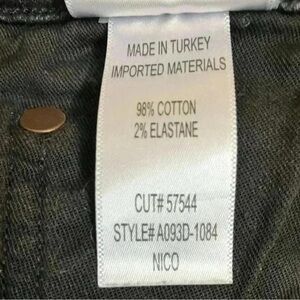 MADE IN TURKEY
IMPORTED MATERIALS
98% COTTON
2% ELASTANE
CUT# 57544
STYLE# A093D-1084
NICO